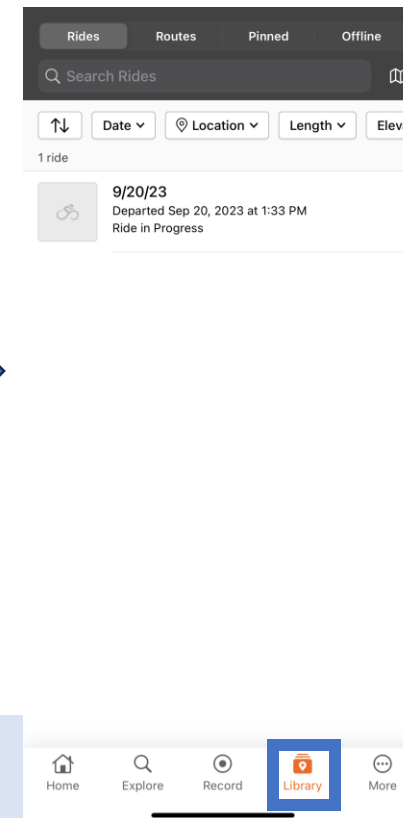 Rides Routes Pinned Offline
Search Rides
Date Location Length Elev
1 ride
9/20/23
Departed Sep 20, 2023 at 1:33 PM
Ride in Progress
Home Explore Record Library More